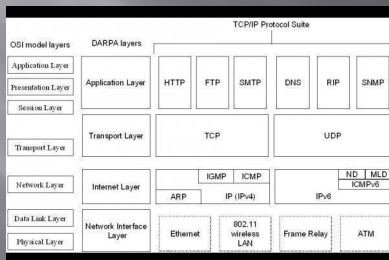 TCP/IP Protocol Suite
OSI model layers
DARPA layers
Application Layer
Presentation Layer
Session Layer
Application Layer
HTTP
FTP
SMTP
DNS
RIP
SNMP
Transport Layer
Transport Layer
TCP
UDP
Network Layer
Internet Layer
IGMP
ICMP
ARP
IP (IPv4)
ND
MLD
ICMPv6
IPv6
Data Link Layer
Physical Layer
Network Interface
Layer
Ethernet
802.11
wireless
LAN
Frame Relay
ATM